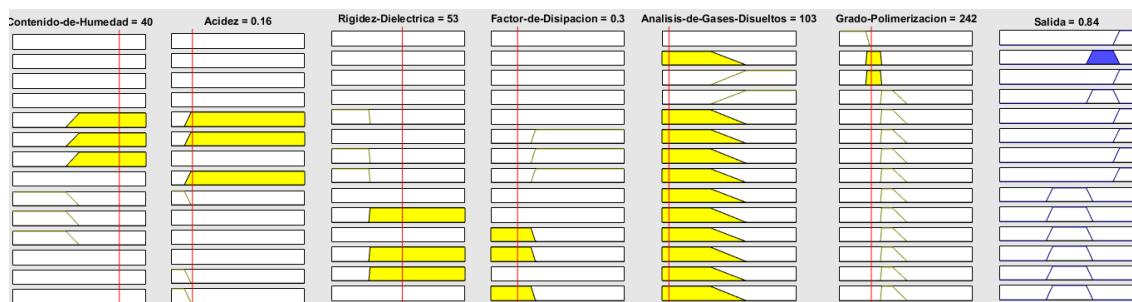 Contenido-de-Humedad = 40
Acidez = 0.16
Rigidez-Dielectrica = 53
Factor-de-Disipacion = 0.3
Analisis-de-Gases-Disueltos = 103
Grado-Polimerizacion = 242
Salida = 0.84